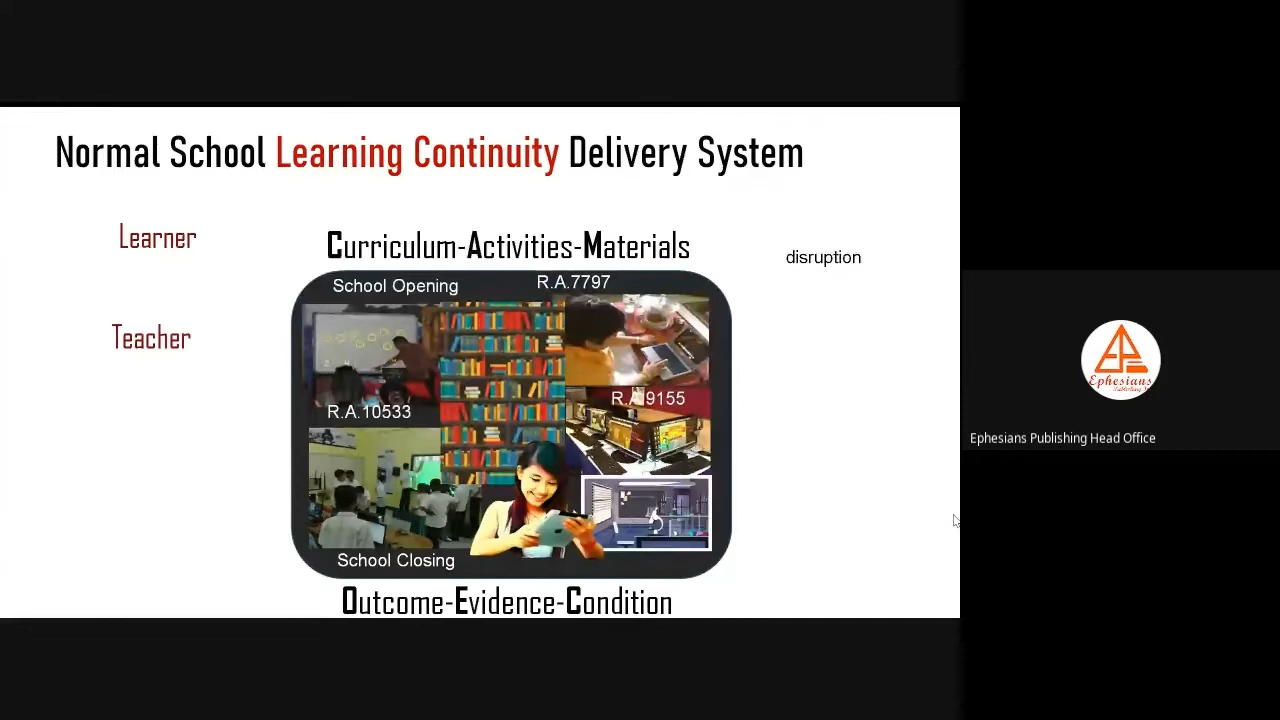 Normal School Learning Continuity Delivery System
Learner
Curriculum-Activities-Materials
disruption
School Opening
R.A.7797
Teacher
R.A.9155
R.A.10533
Ephesians
Ephesians Publishing Head Office
School Closing
Outcome-Evidence-Condition